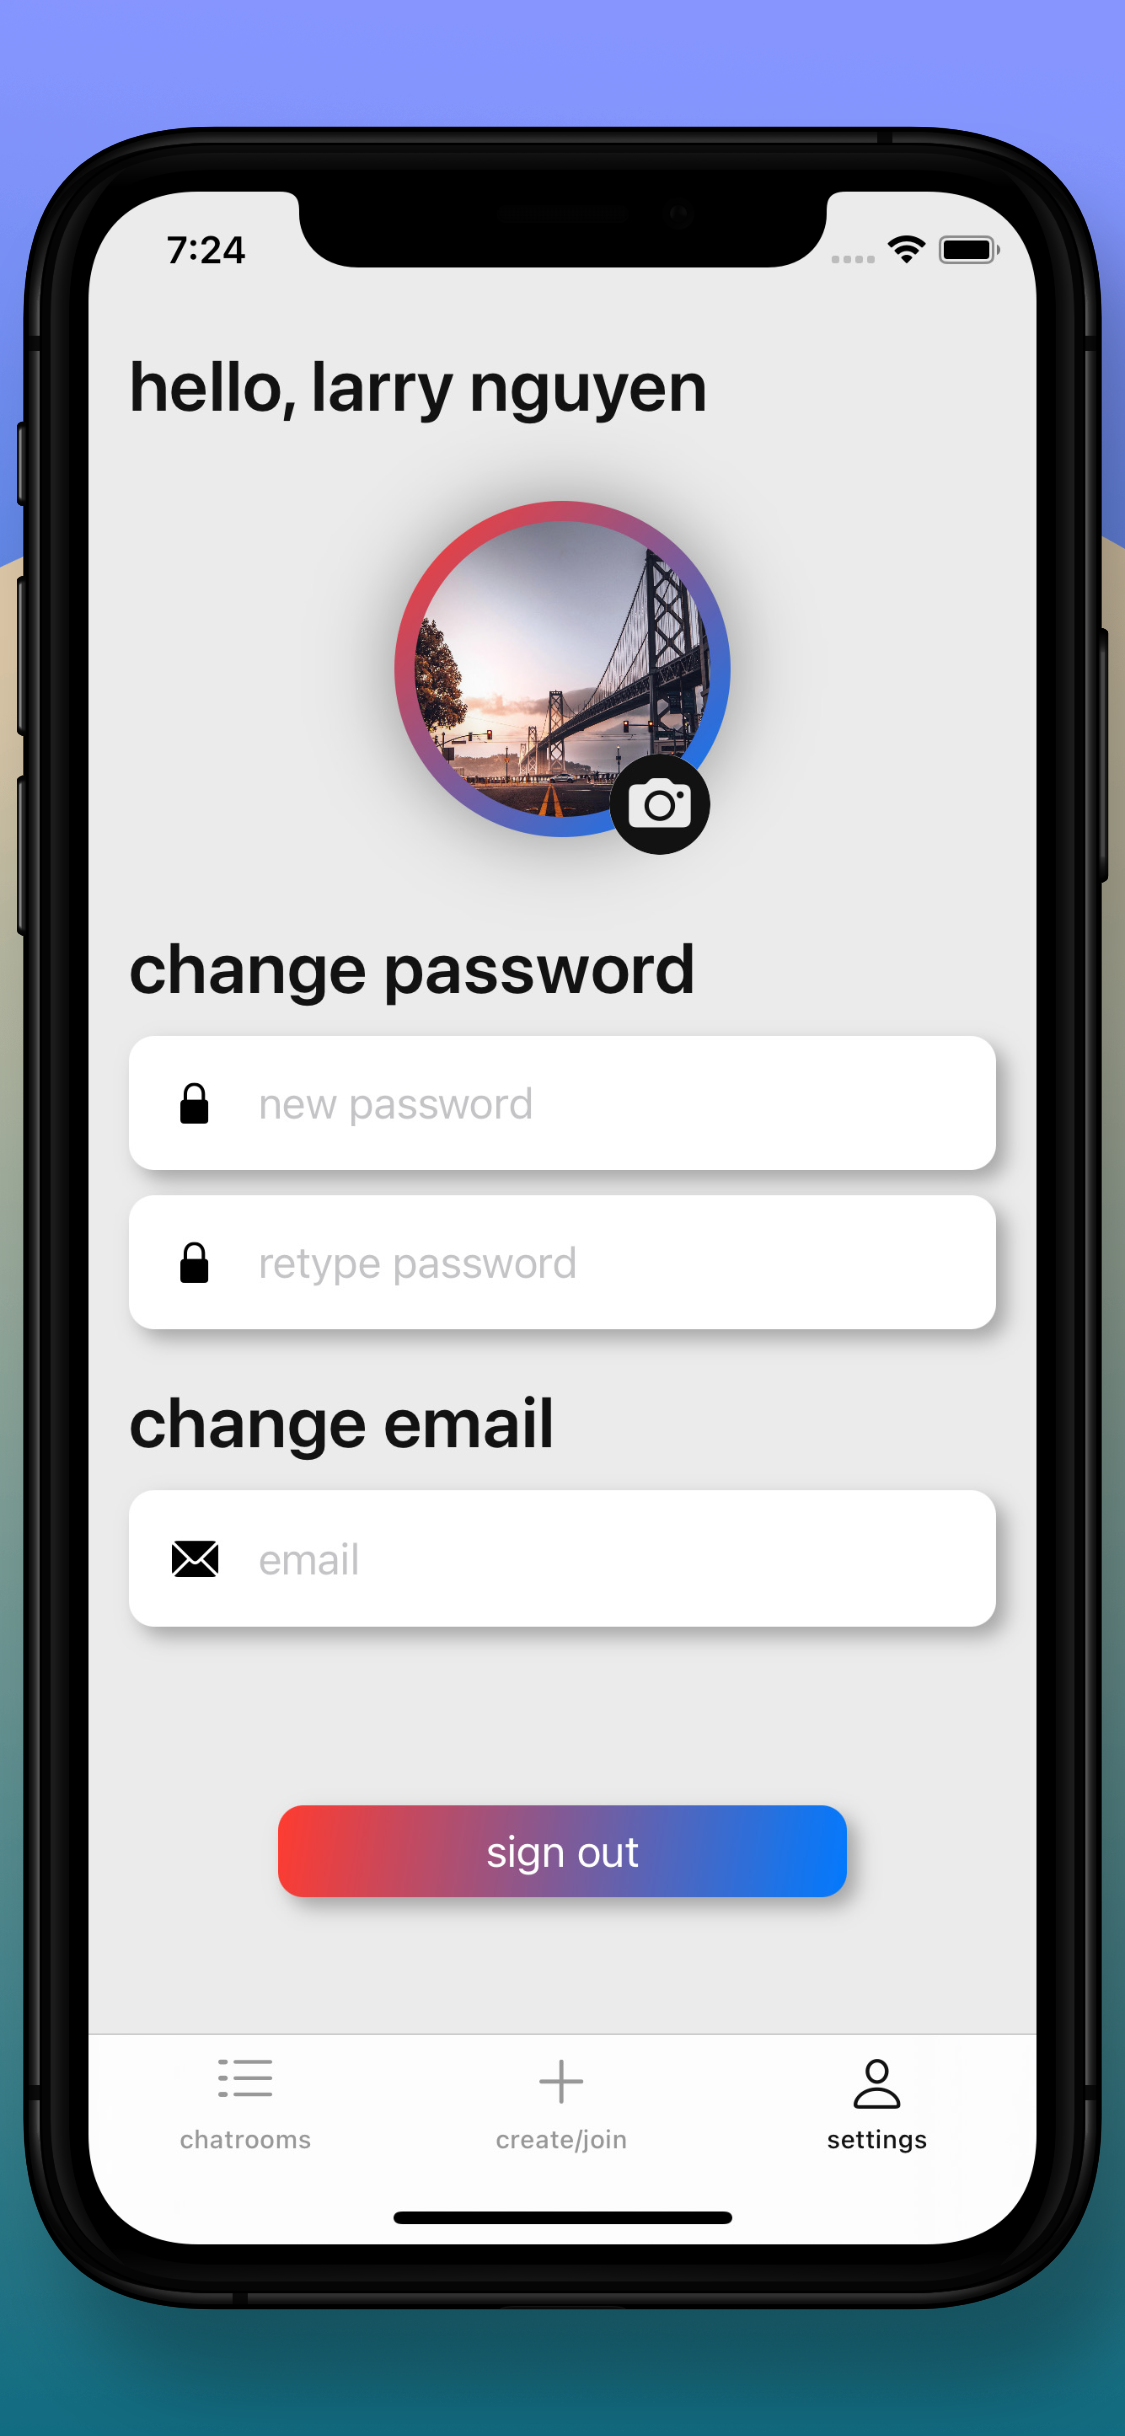 7:24
hello, larry nguyen
change password
new password
retype password
change email
email
sign out
chatrooms
create/join
settings